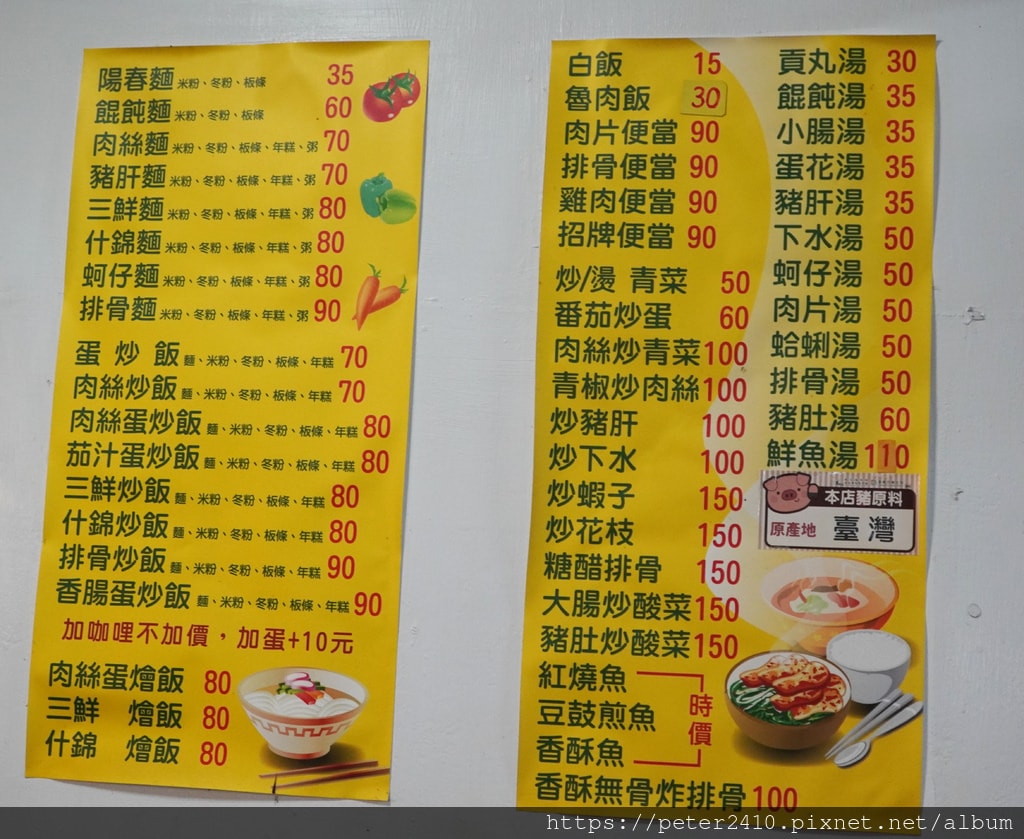 陽春麵 米粉、冬粉、板條 35
餛飩麵 米粉、冬粉、板條 60
肉絲麵 米粉、冬粉、板條、年糕、粥 70
豬肝麵 米粉、冬粉、板條、年糕、粥 70
三鮮麵 米粉、冬粉、板條、年糕、粥 80
什錦麵 米粉、冬粉、板條、年糕、粥 80
蚵仔麵 米粉、冬粉、板條、年糕、粥 80
排骨麵 米粉、冬粉、板條、年糕、粥 90
蛋炒飯 麵、米粉、冬粉、板條、年糕 70
肉絲炒飯 麵、米粉、冬粉、板條、年糕 70
肉絲蛋炒飯 麵、米粉、冬粉、板條、年糕 80
茄汁蛋炒飯 麵、米粉、冬粉、板條、年糕 80
三鮮炒飯 麵、米粉、冬粉、板條、年糕 80
什錦炒飯 麵、米粉、冬粉、板條、年糕 80
排骨炒飯 麵、米粉、冬粉、板條、年糕 90
香腸蛋炒飯 麵、米粉、冬粉、板條、年糕 90
加咖哩不加價，加蛋+10元
肉絲蛋燴飯 80
三鮮 燴飯 80
什錦 燴飯 80
白飯 15
魯肉飯 30
肉片便當 90
排骨便當 90
雞肉便當 90
招牌便當 90
炒/燙 青菜 50
番茄炒蛋 60
肉絲炒青菜 100
青椒炒肉絲 100
炒豬肝 100
炒下水 100
炒蝦子 150
炒花枝 150
糖醋排骨 150
大腸炒酸菜 150
豬肚炒酸菜 150
紅燒魚
豆鼓煎魚
香酥魚
時價
香酥無骨炸排骨 100
貢丸湯 30
餛飩湯 35
小腸湯 35
蛋花湯 35
豬肝湯 35
下水湯 50
蚵仔湯 50
肉片湯 50
蛤蜊湯 50
排骨湯 50
豬肚湯 60
鮮魚湯 110
本店豬原料
原產地 臺灣
https://peter2410.pixnet.net/album